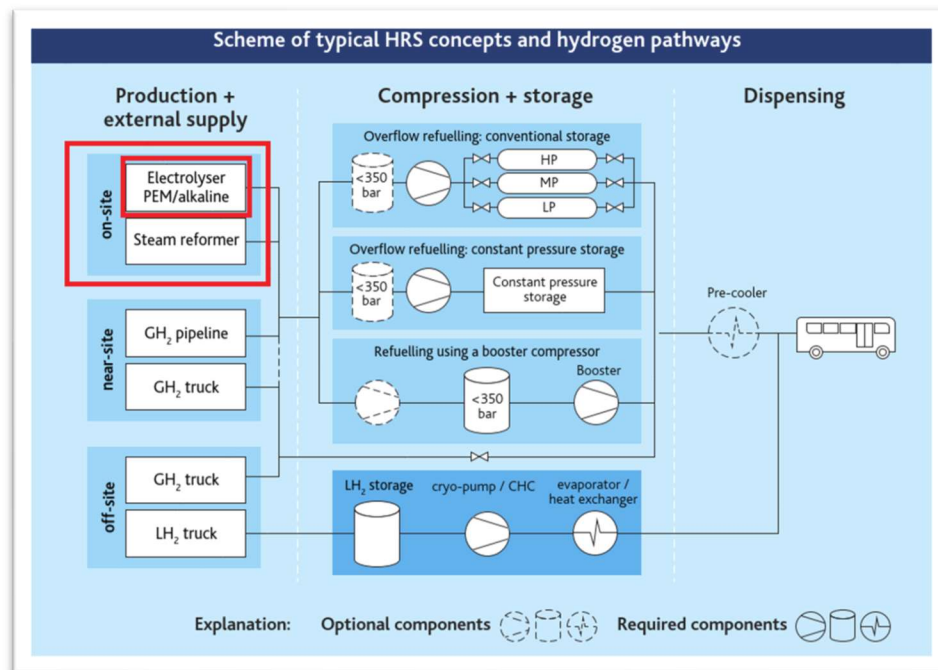 Scheme of typical HRS concepts and hydrogen pathways
Production +
external supply
Compression + storage
Dispensing
on-site
Electrolyser
PEM/alkaline
Steam reformer
near-site
GH₂ pipeline
GH₂ truck
off-site
GH₂ truck
LH₂ truck
Overflow refuelling: conventional storage
<350
bar
HP
MP
LP
Overflow refuelling: constant pressure storage
<350
bar
Constant pressure
storage
Refuelling using a booster compressor
Booster
<350
bar
LH₂ storage
cryo-pump / CHC
evaporator /
heat exchanger
Pre-cooler
Explanation: Optional components Required components